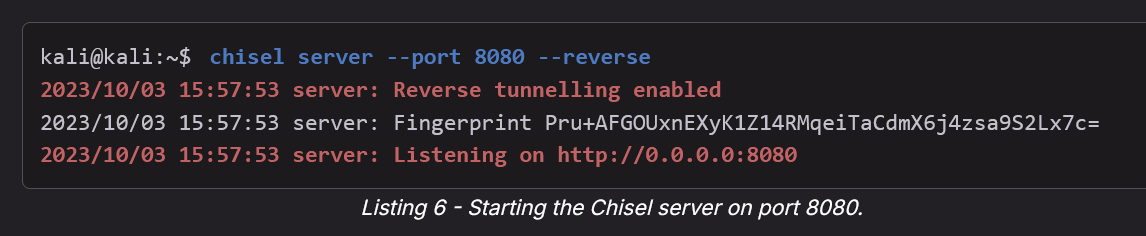 kali@kali:~$ chisel server --port 8080 --reverse
2023/10/03 15:57:53 server: Reverse tunnelling enabled
2023/10/03 15:57:53 server: Fingerprint Pru+AFGOUxnEXyK1Z14RMqeiTaCdmX6j4zsa9S2Lx7c=
2023/10/03 15:57:53 server: Listening on http://0.0.0.0:8080
Listing 6 - Starting the Chisel server on port 8080.